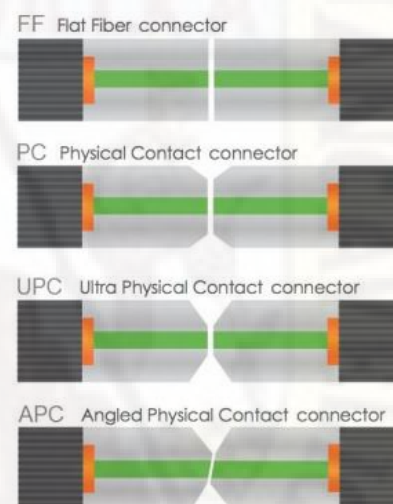 FF Flat Fiber connector
PC Physical Contact connector
UPC Ultra Physical Contact connector
APC Angled Physical Contact connector